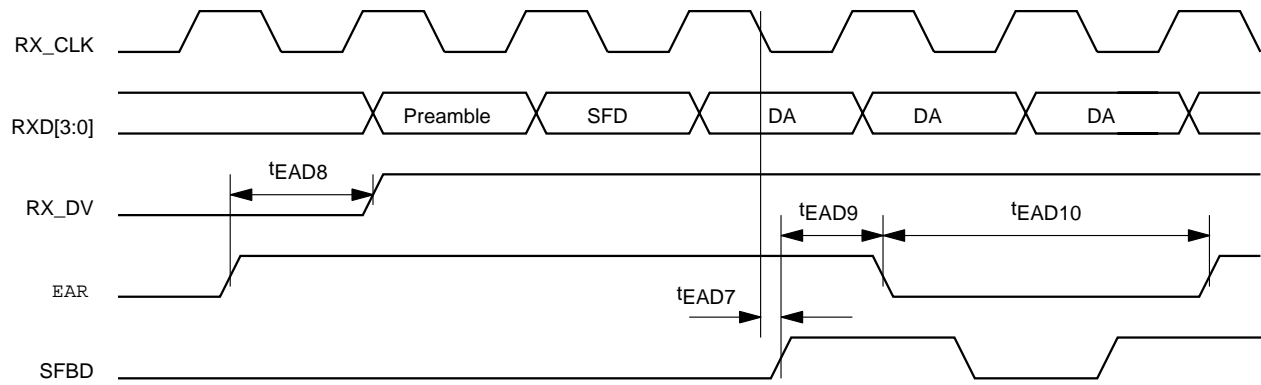 RX_CLK
RXD[3:0]
Preamble
SFD
DA
DA
DA
tEAD8
RX_DV
tEAD9
tEAD10
EAR
tEAD7
SFBD